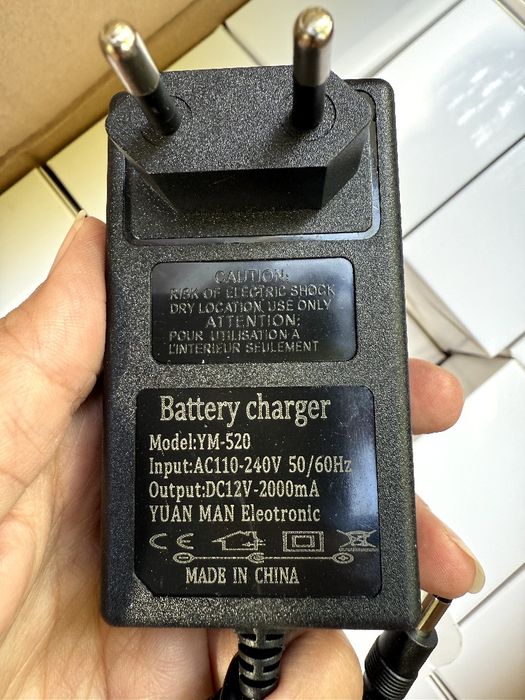 CAUTION:
RISK OF ELECTRIC SHOCK
DRY LOCATION USE ONLY
ATTENTION:
POUR UTILISATION A
L'INTERIEUR SEULEMENT
Battery charger
Model:YM-520
Input:AC110-240V 50/60Hz
Output:DC12V-2000mA
YUAN MAN Eleotronic
CE
MADE IN CHINA